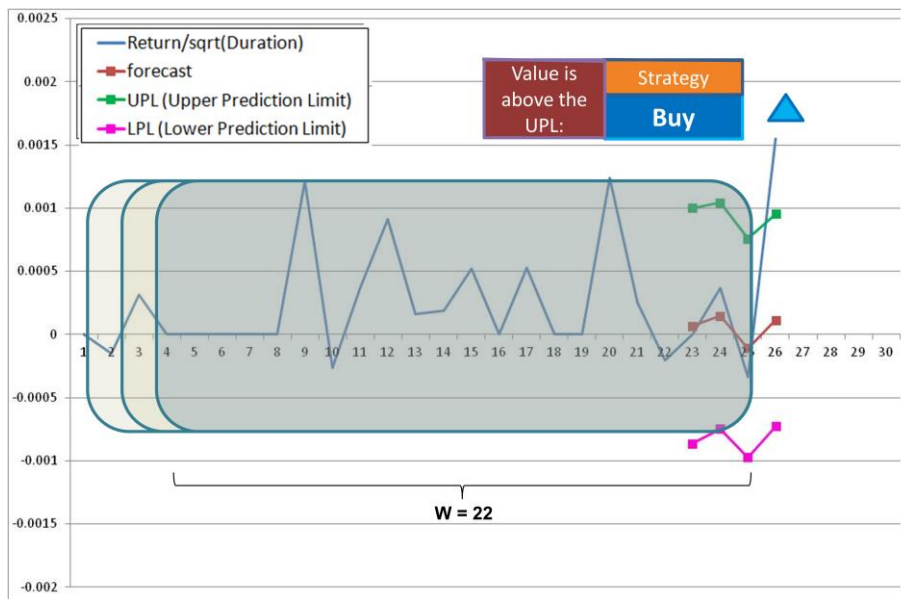 0.0025
Return/sqrt(Duration)
forecast
UPL (Upper Prediction Limit)
LPL (Lower Prediction Limit)
Value is
above the
UPL:
Strategy
Buy
0.002
0.0015
0.001
0.0005
0
1 2 3 4 5 6 7 8 9 10 11 12 13 14 15 16 17 18 19 20 21 22 23 24 25 26 27 28 29 30
-0.0005
-0.001
W = 22
-0.0015
-0.002